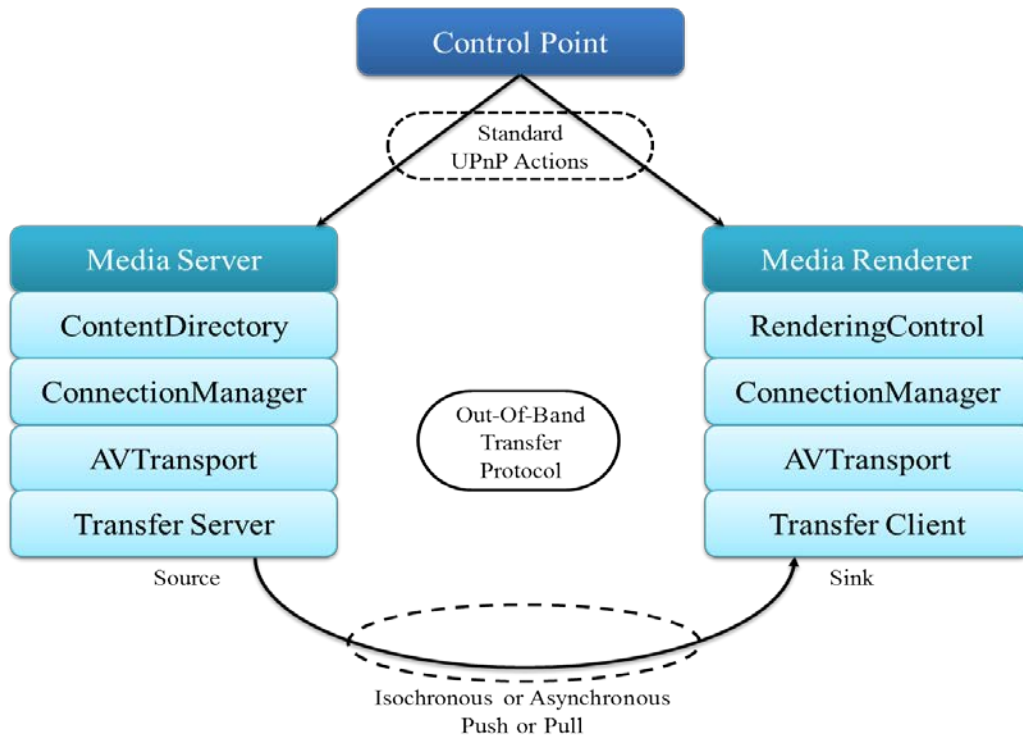 Control Point
Standard
UPnP Actions
Media Server
ContentDirectory
ConnectionManager
AVTransport
Transfer Server
Source
Media Renderer
RenderingControl
ConnectionManager
AVTransport
Transfer Client
Sink
Out-Of-Band
Transfer
Protocol
Isochronous or Asynchronous
Push or Pull